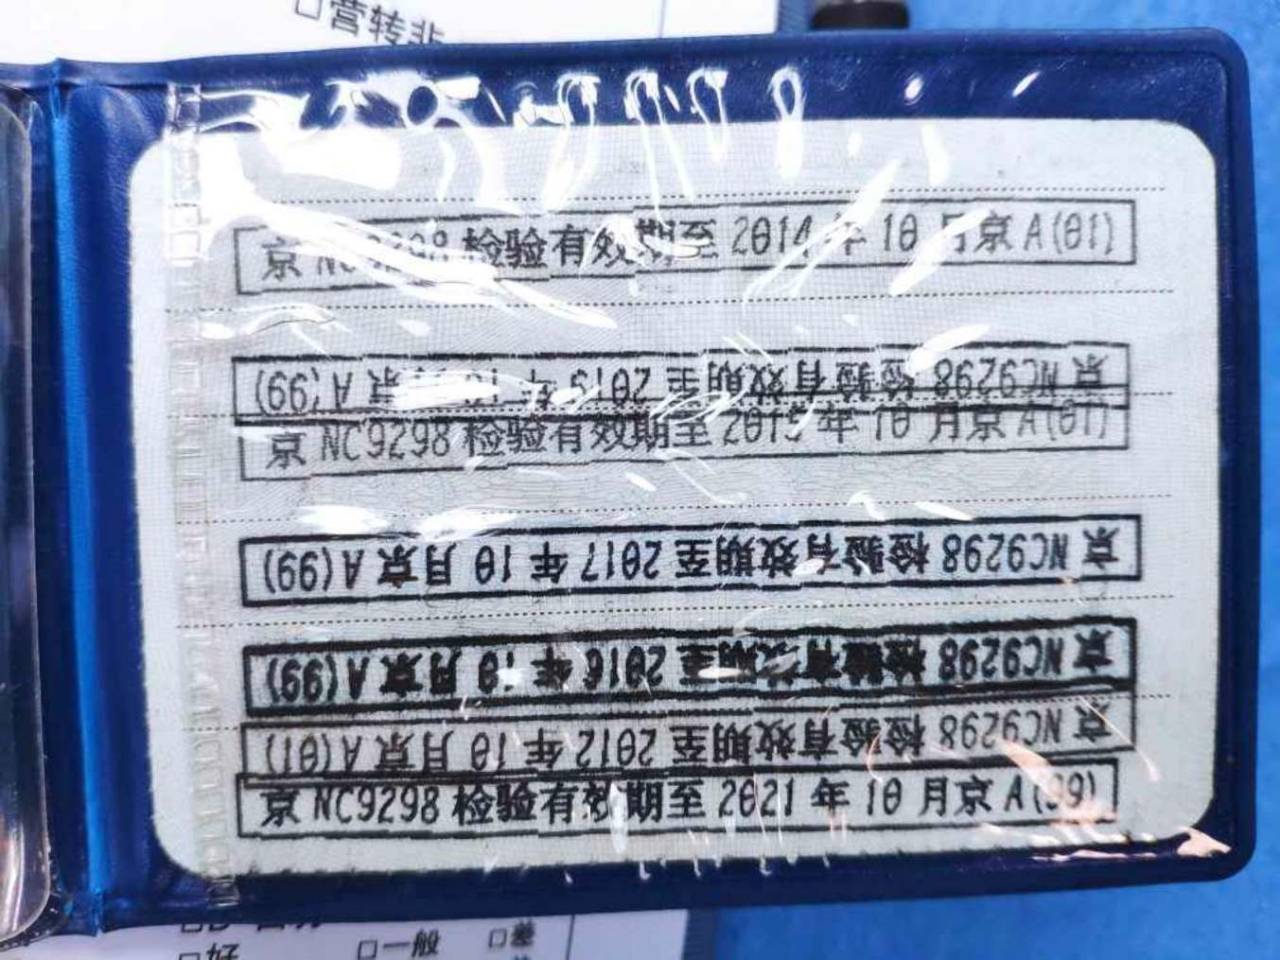 □营转非
京 NC9298 检验有效期至 2014 年 10 月京 A(01)
京 NC9298 检验有效期至 2019 年 10 月京 A(99)
京 NC9298 检验有效期至 2015 年 10 月京 A(01)
京 NC9298 检验有效期至 2017 年 10 月京 A(99)
京 NC9298 检验有效期至 2016 年 10 月京 A(99)
京 NC9298 检验有效期至 2012 年 10 月京 A(01)
京 NC9298 检验有效期至 2021 年 10 月京 A(99)
□好 □一般 □差